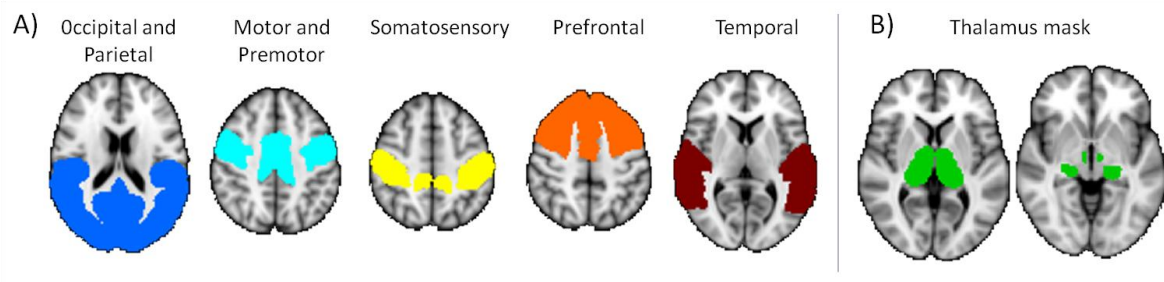 A)
Occipital and
Parietal
Motor and
Premotor
Somatosensory
Prefrontal
Temporal
B)
Thalamus mask